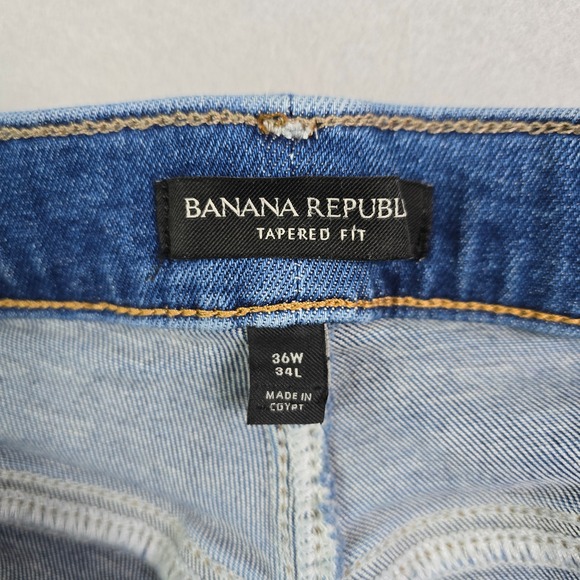 BANANA REPUBL
TAPERED FIT
36W
34L
MADE IN
EGYPT